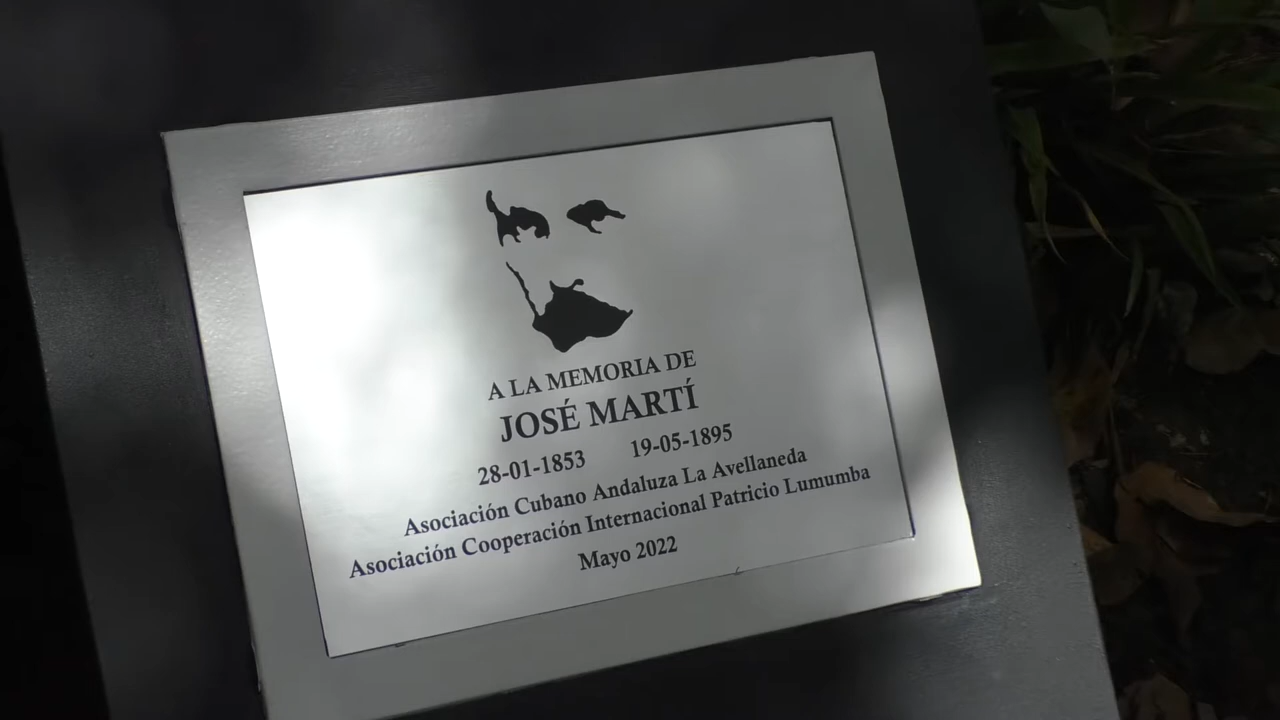 A LA MEMORIA DE
JOSÉ MARTÍ
28-01-1853 19-05-1895
Asociación Cubano Andaluza La Avellaneda
Asociación Cooperación Internacional Patricio Lumumba
Mayo 2022